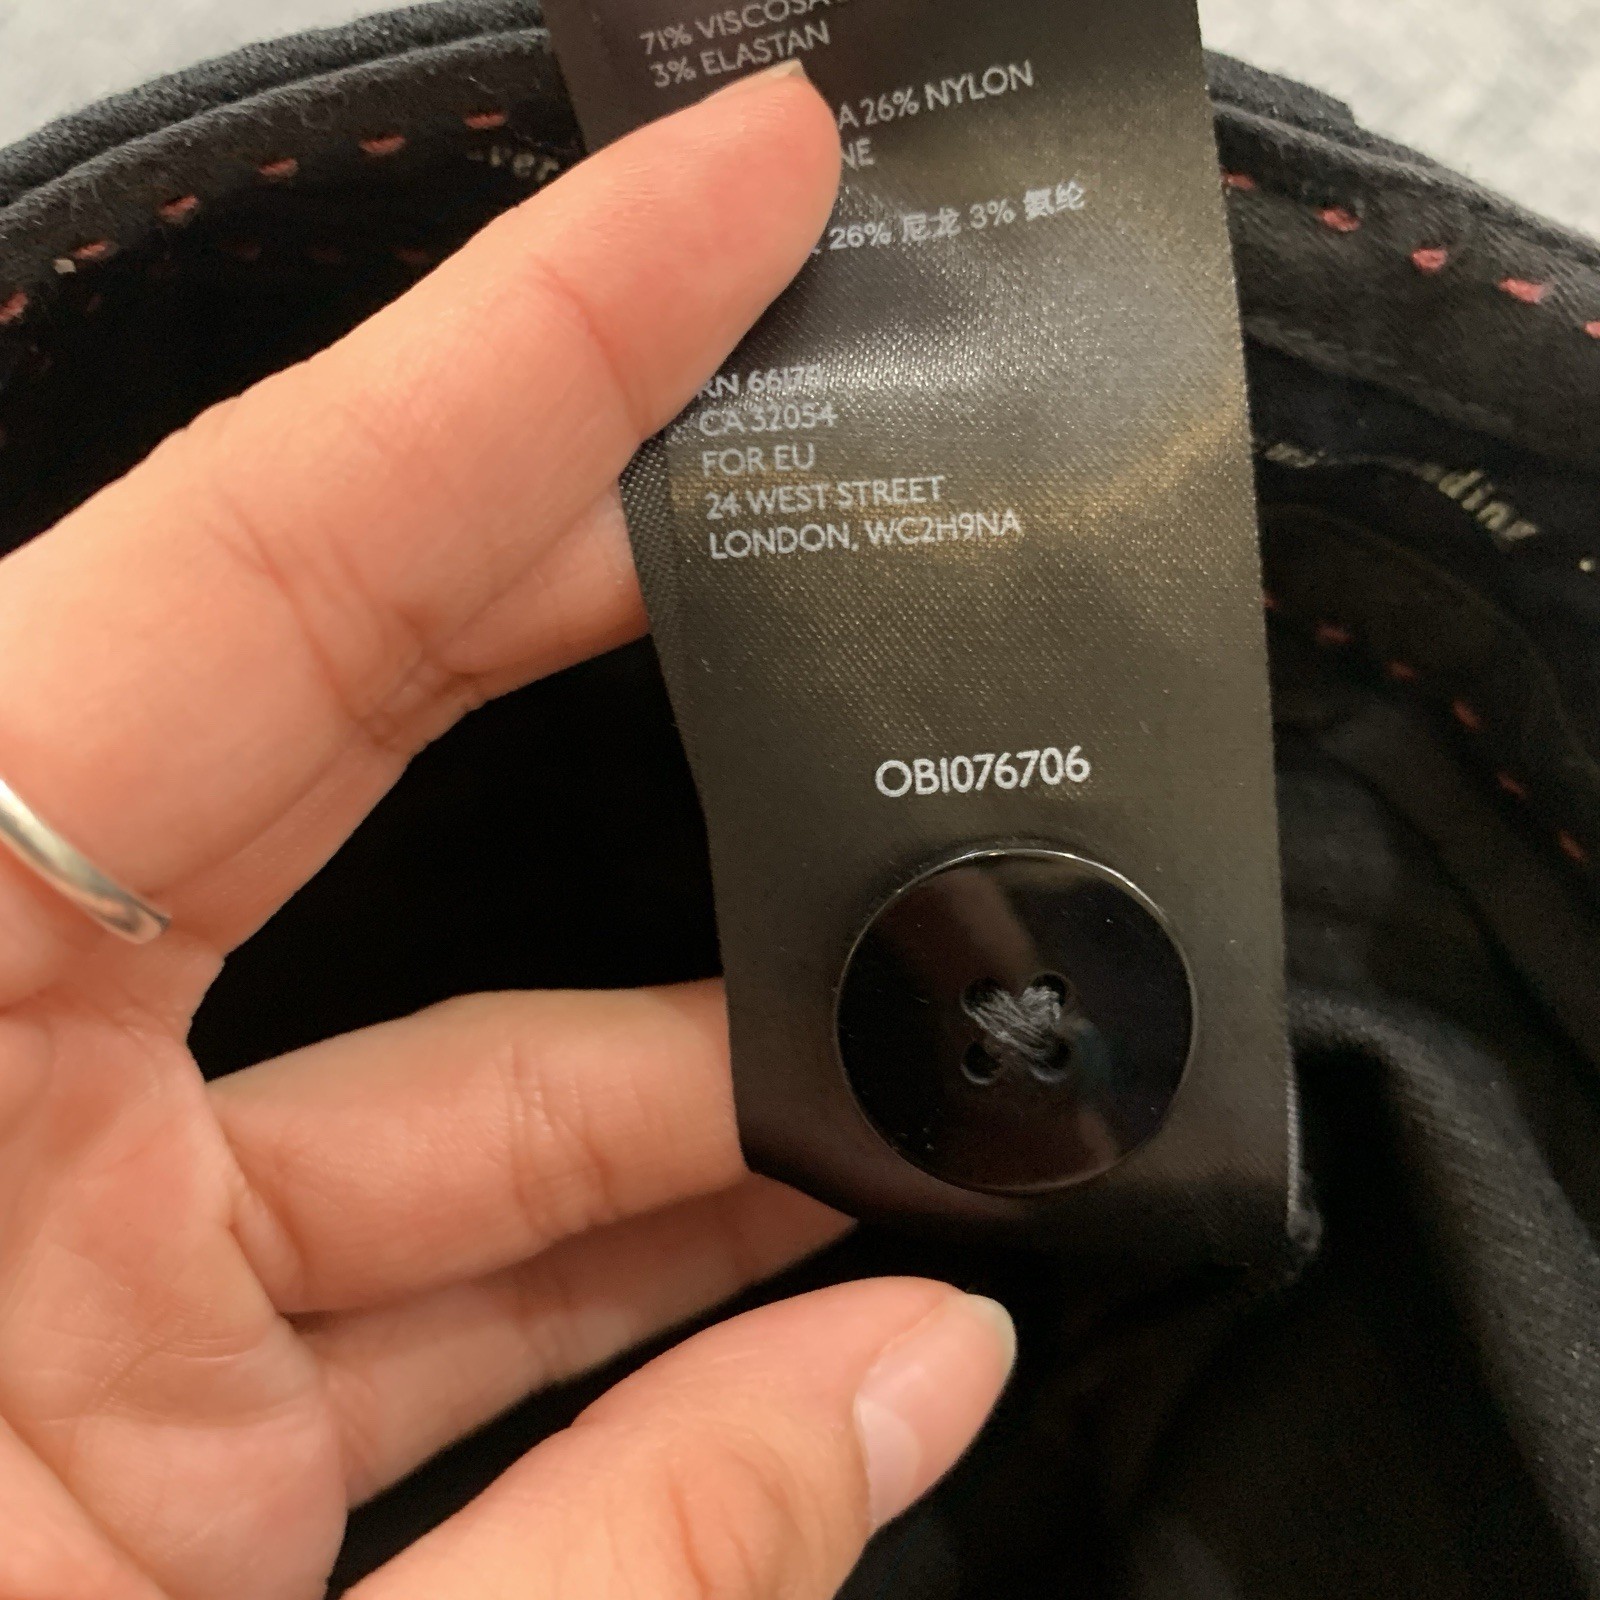 71% VISCOSA
3% ELASTAN
26% NYLON
26% 尼龙 3% 氨纶
CA 32054
FOR EU
24 WEST STREET
LONDON, WC2H9NA
OBI076706